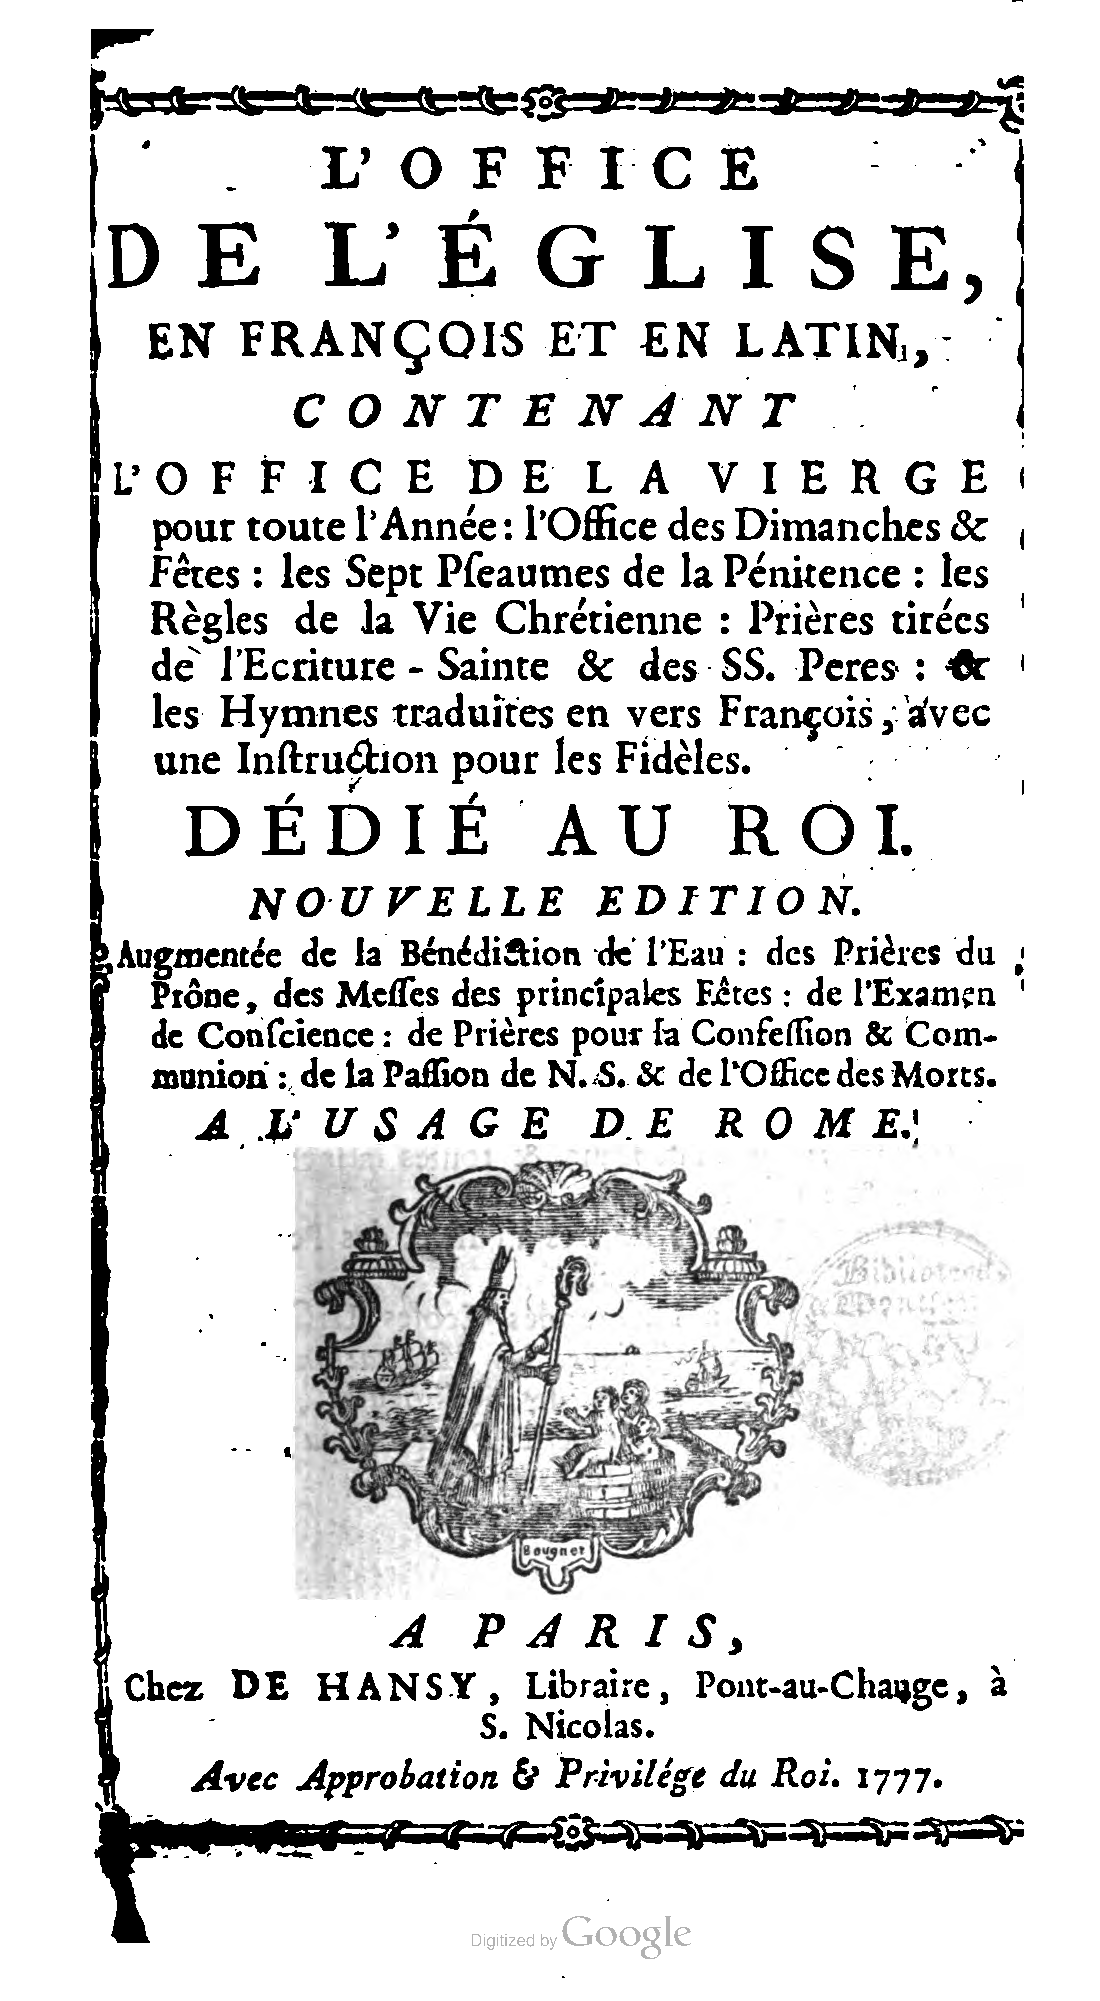 L'OFFICE
DE L'ÉGLISE,
EN FRANÇOIS ET EN LATIN,
CONTENANT
L'OFFICE DE LA VIERGE
pour toute l'Année : l'Office des Dimanches &
Fêtes : les Sept Pſeaumes de la Pénitence : les
Règles de la Vie Chrétienne : Prières tirées
de l'Ecriture-Sainte & des SS. Peres : &
les Hymnes traduites en vers François, avec
une Inſtruction pour les Fidèles.
DÉDIÉ AU ROI.
NOUVELLE EDITION.
Augmentée de la Bénédiction de l'Eau : des Prières du
Prône, des Meſſes des principales Fêtes : de l'Examen
de Conſcience : de Prières pour la Confeſſion & Com-
munion : de la Paſſion de N. S. & de l'Office des Morts.
A L'USAGE DE ROME.
Bougnet
A PARIS,
Chez DE HANSY, Libraire, Pont-au-Change, à
S. Nicolas.
Avec Approbation & Privilége du Roi. 1777.
Digitized by Google